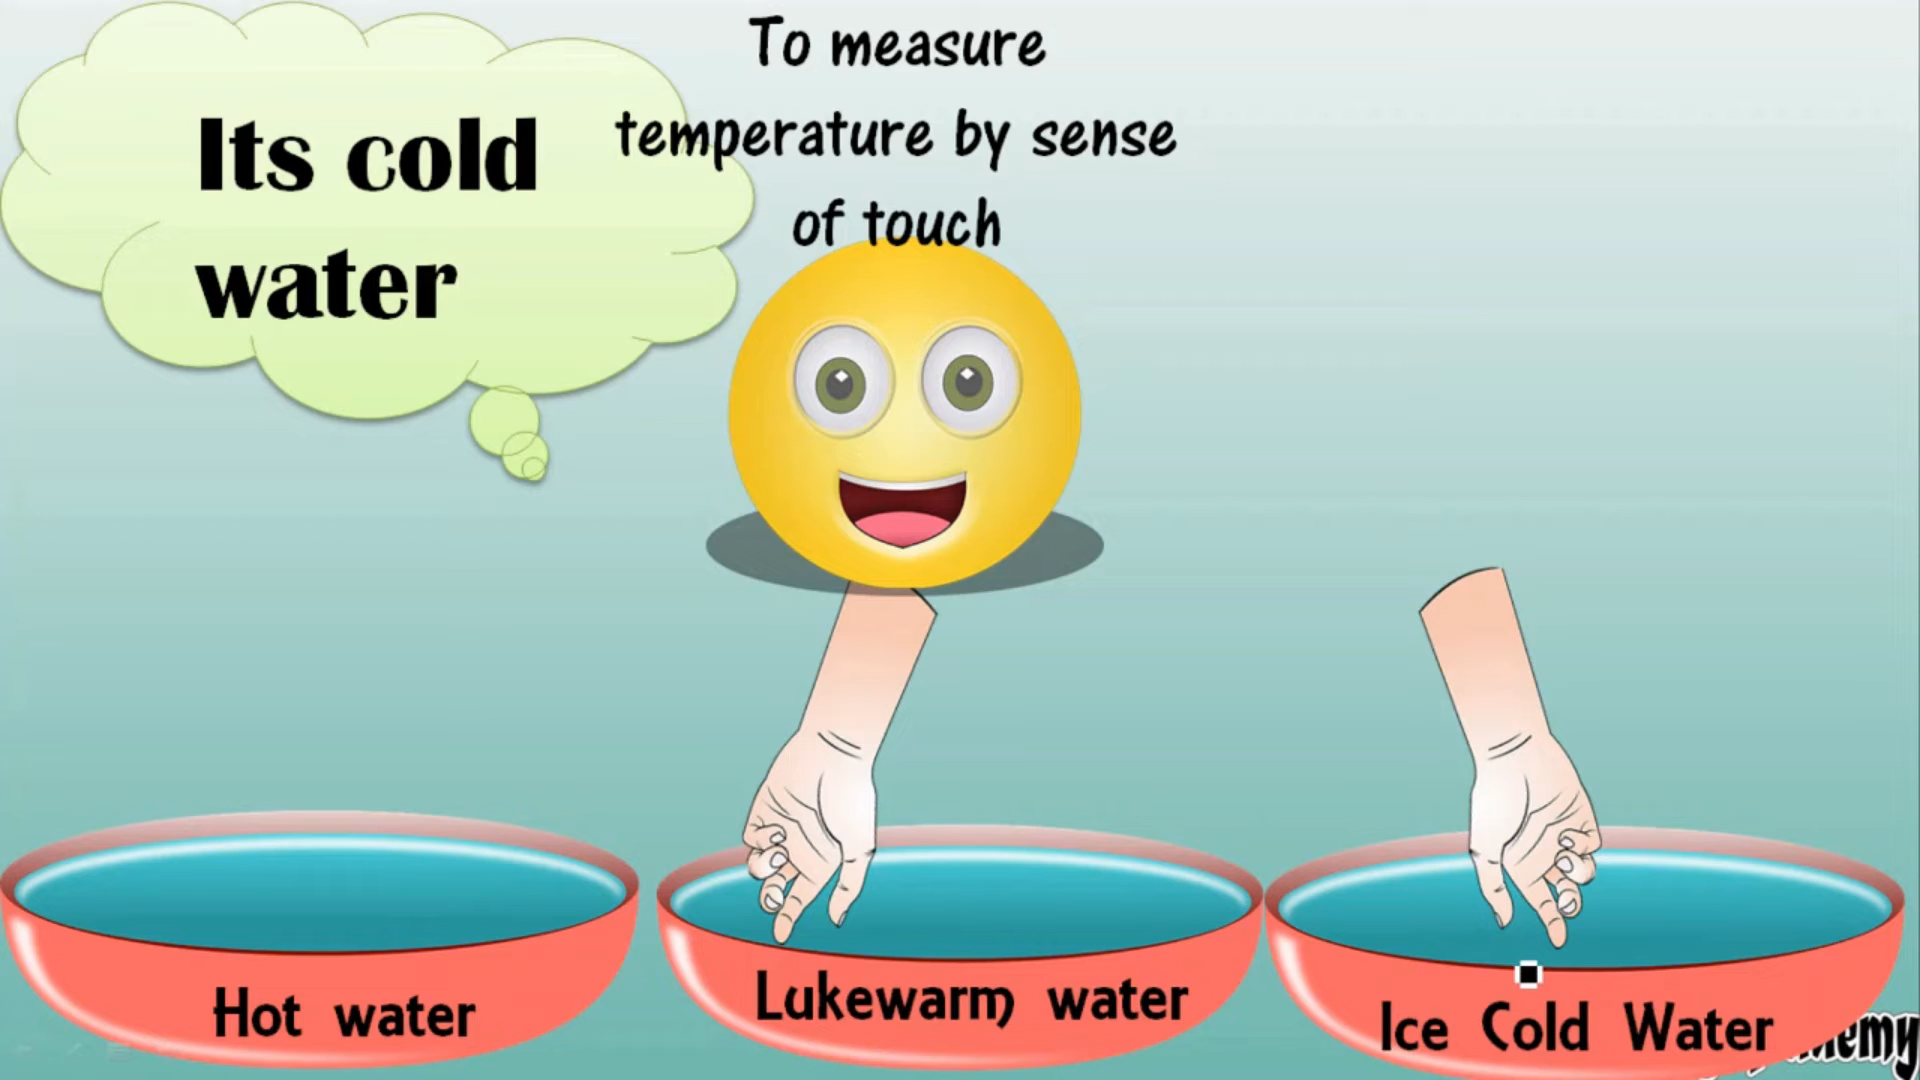 To measure
temperature by sense
of touch
Its cold
water
Hot water
Lukewarm water
Ice Cold Water